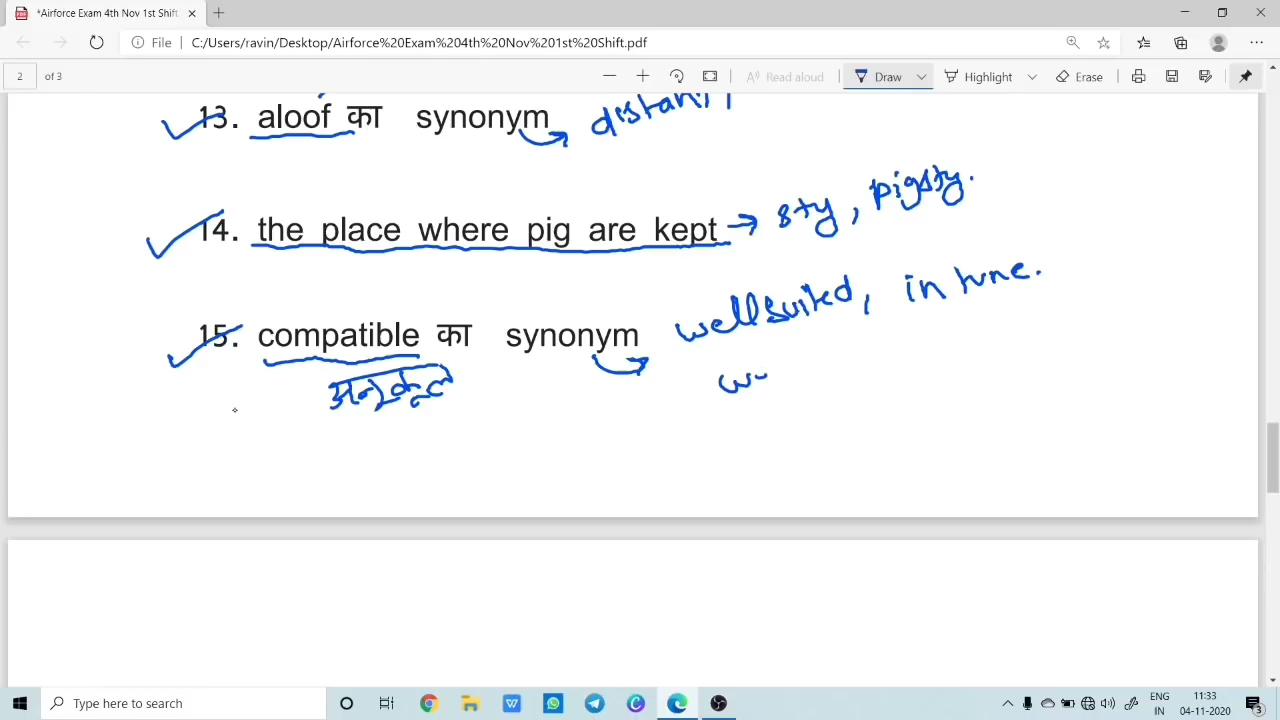 *Airforce Exam 4th Nov 1st Shift
File C:/Users/ravin/Desktop/Airforce%20Exam%204th%20Nov%201st%20Shift.pdf
2 of 3 Read aloud Draw Highlight Erase
13. aloof का synonym distant
14. the place where pig are kept → sty, pigsty.
15. compatible का synonym wellsuited, in tune.
अनुकूल
Type here to search
ENG 11:33
IN 04-11-2020
3